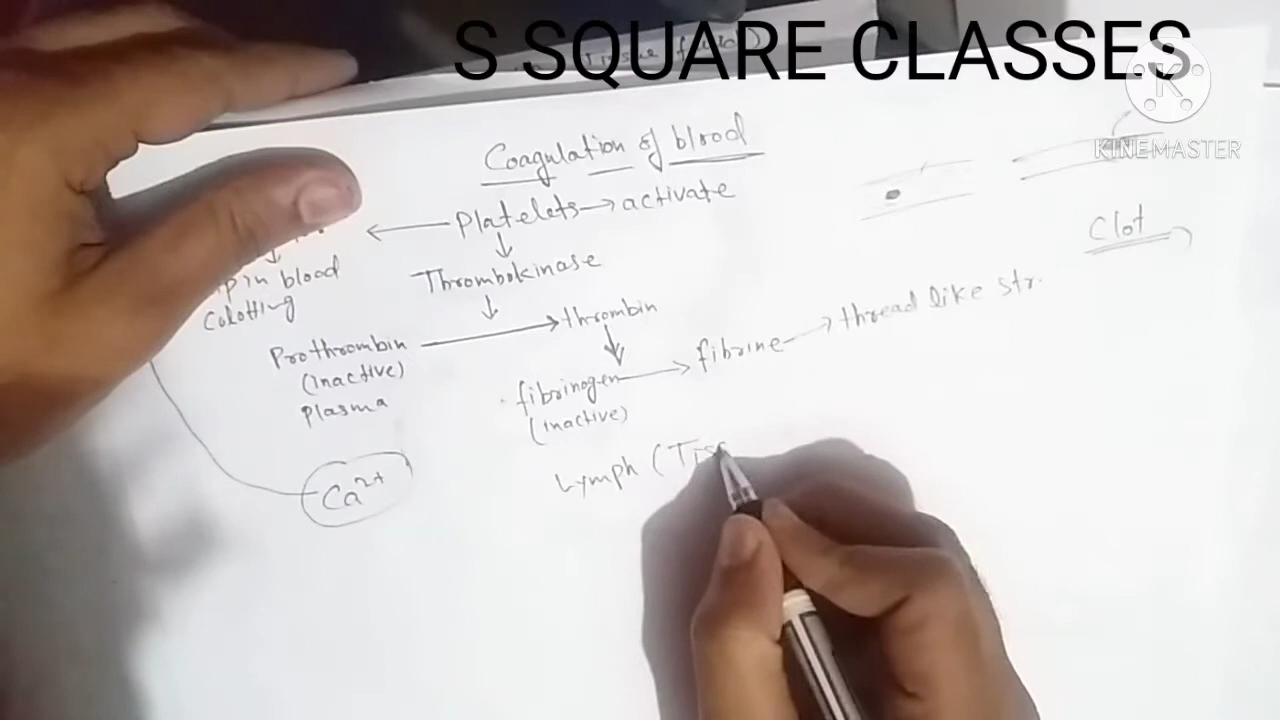 S SQUARE CLASSES
KINEMASTER
Coagulation of blood
Platelets → activate
Clot
in blood
Colotting
Thrombokinase
Prothrombin → thrombin
(inactive)
plasma
fibrinogen → fibrine → thread like str.
(inactive)
Ca2+
Lymph (Tiss